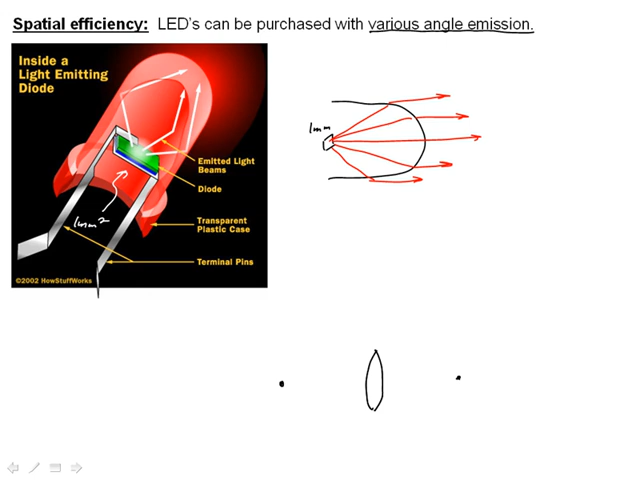 Spatial efficiency: LED's can be purchased with various angle emission.
Inside a
Light Emitting
Diode
1mm
Emitted Light
Beams
Diode
1mm²
Transparent
Plastic Case
Terminal Pins
©2002 HowStuffWorks